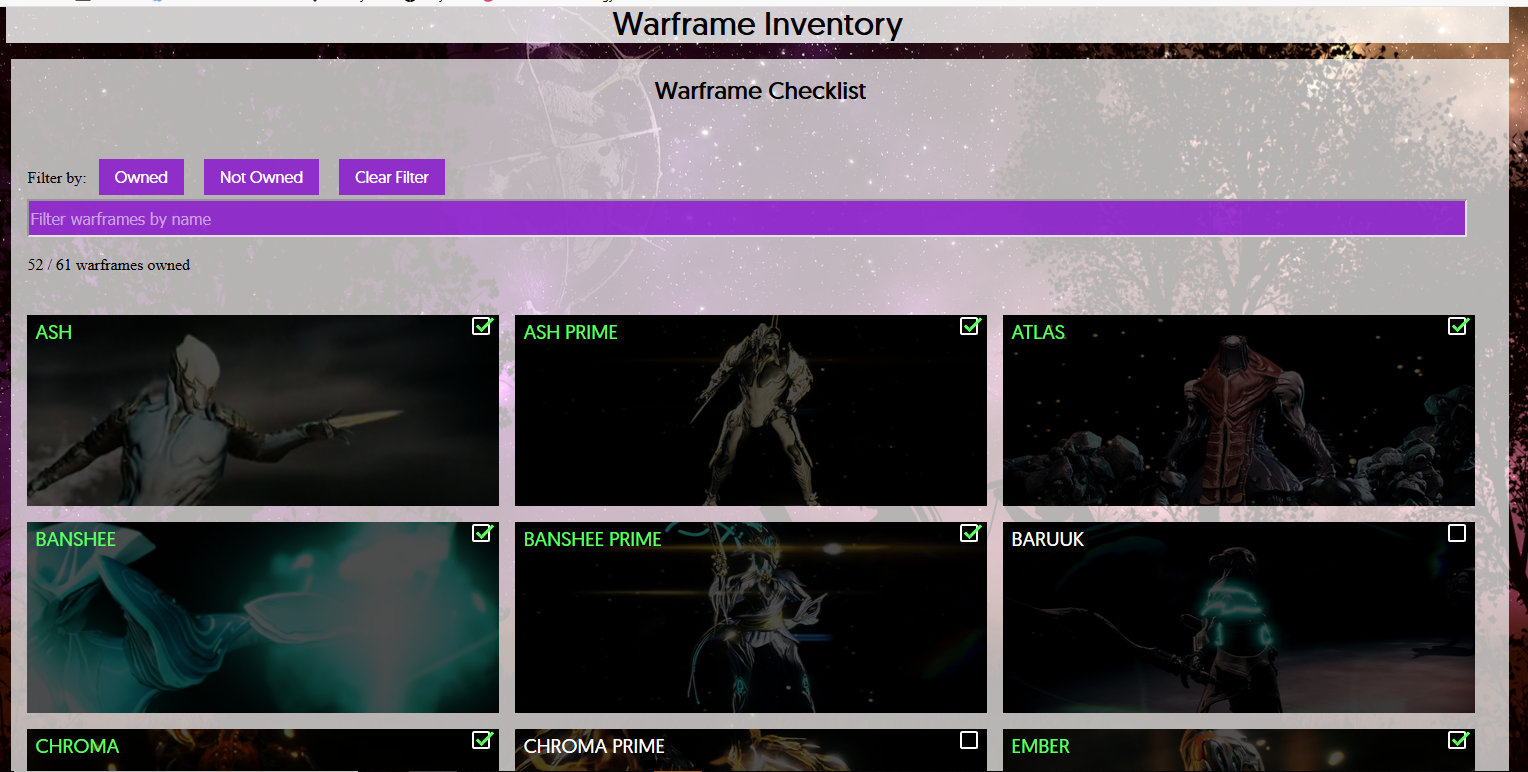 Warframe Inventory
Warframe Checklist
Filter by: Owned Not Owned Clear Filter
Filter warframes by name
52 / 61 warframes owned
ASH ASH PRIME ATLAS
BANSHEE BANSHEE PRIME BARUUK
CHROMA CHROMA PRIME EMBER